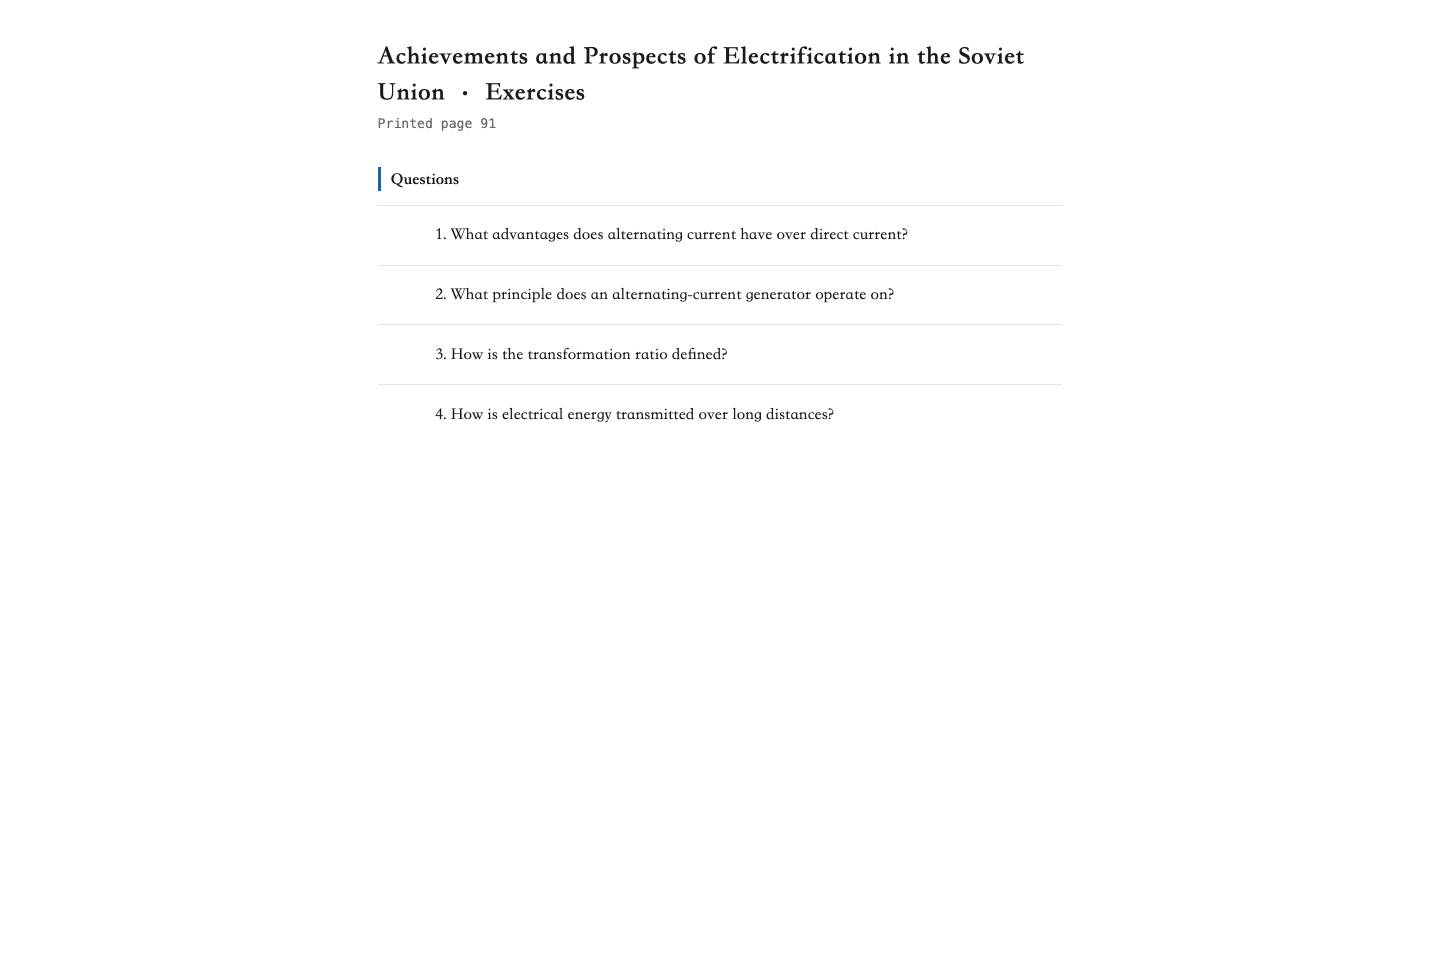 Achievements and Prospects of Electrification in the Soviet
Union · Exercises
Printed page 91
Questions
1. What advantages does alternating current have over direct current?
2. What principle does an alternating-current generator operate on?
3. How is the transformation ratio defined?
4. How is electrical energy transmitted over long distances?